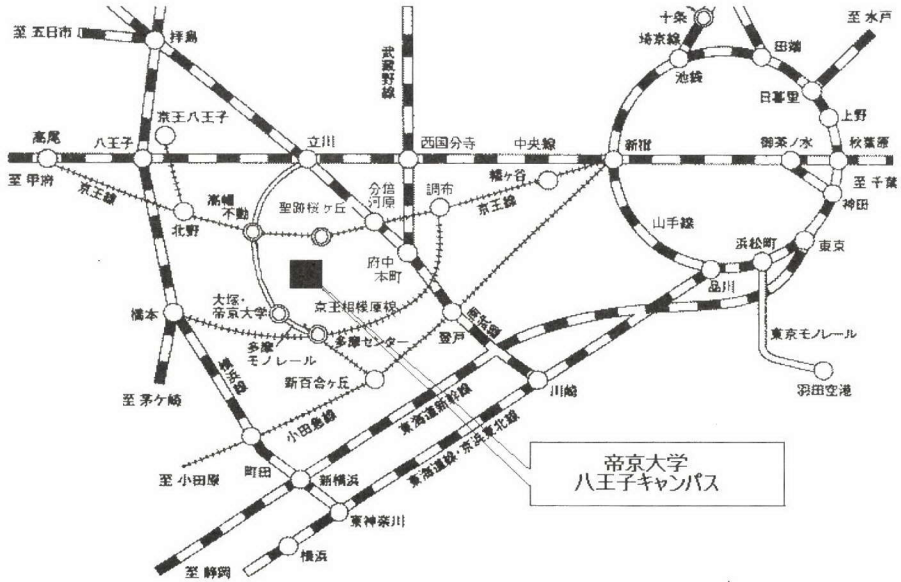 十条
至 水戸
至 五日市
拝島
埼京線
田端
池袋
武蔵野線
日暮里
京王八王子
上野
高尾
八王子
立川
西国分寺
中央線
新宿
御茶ノ水
秋葉原
至 甲府
至 千葉
京王線
高幡
不動
聖跡桜ヶ丘
分倍
河原
調布
幡ヶ谷
京王線
神田
北野
山手線
浜松町
東京
府中
本町
品川
大塚・
帝京大学
京王相模原線
橋本
南武線
登戸
東京モノレール
多摩
モノレール
多摩センター
新百合ヶ丘
川崎
羽田空港
横浜線
至 茅ケ崎
小田急線
東海道新幹線
東海道線・京浜東北線
帝京大学
八王子キャンパス
至 小田原
町田
新横浜
東神奈川
横浜
至 静岡